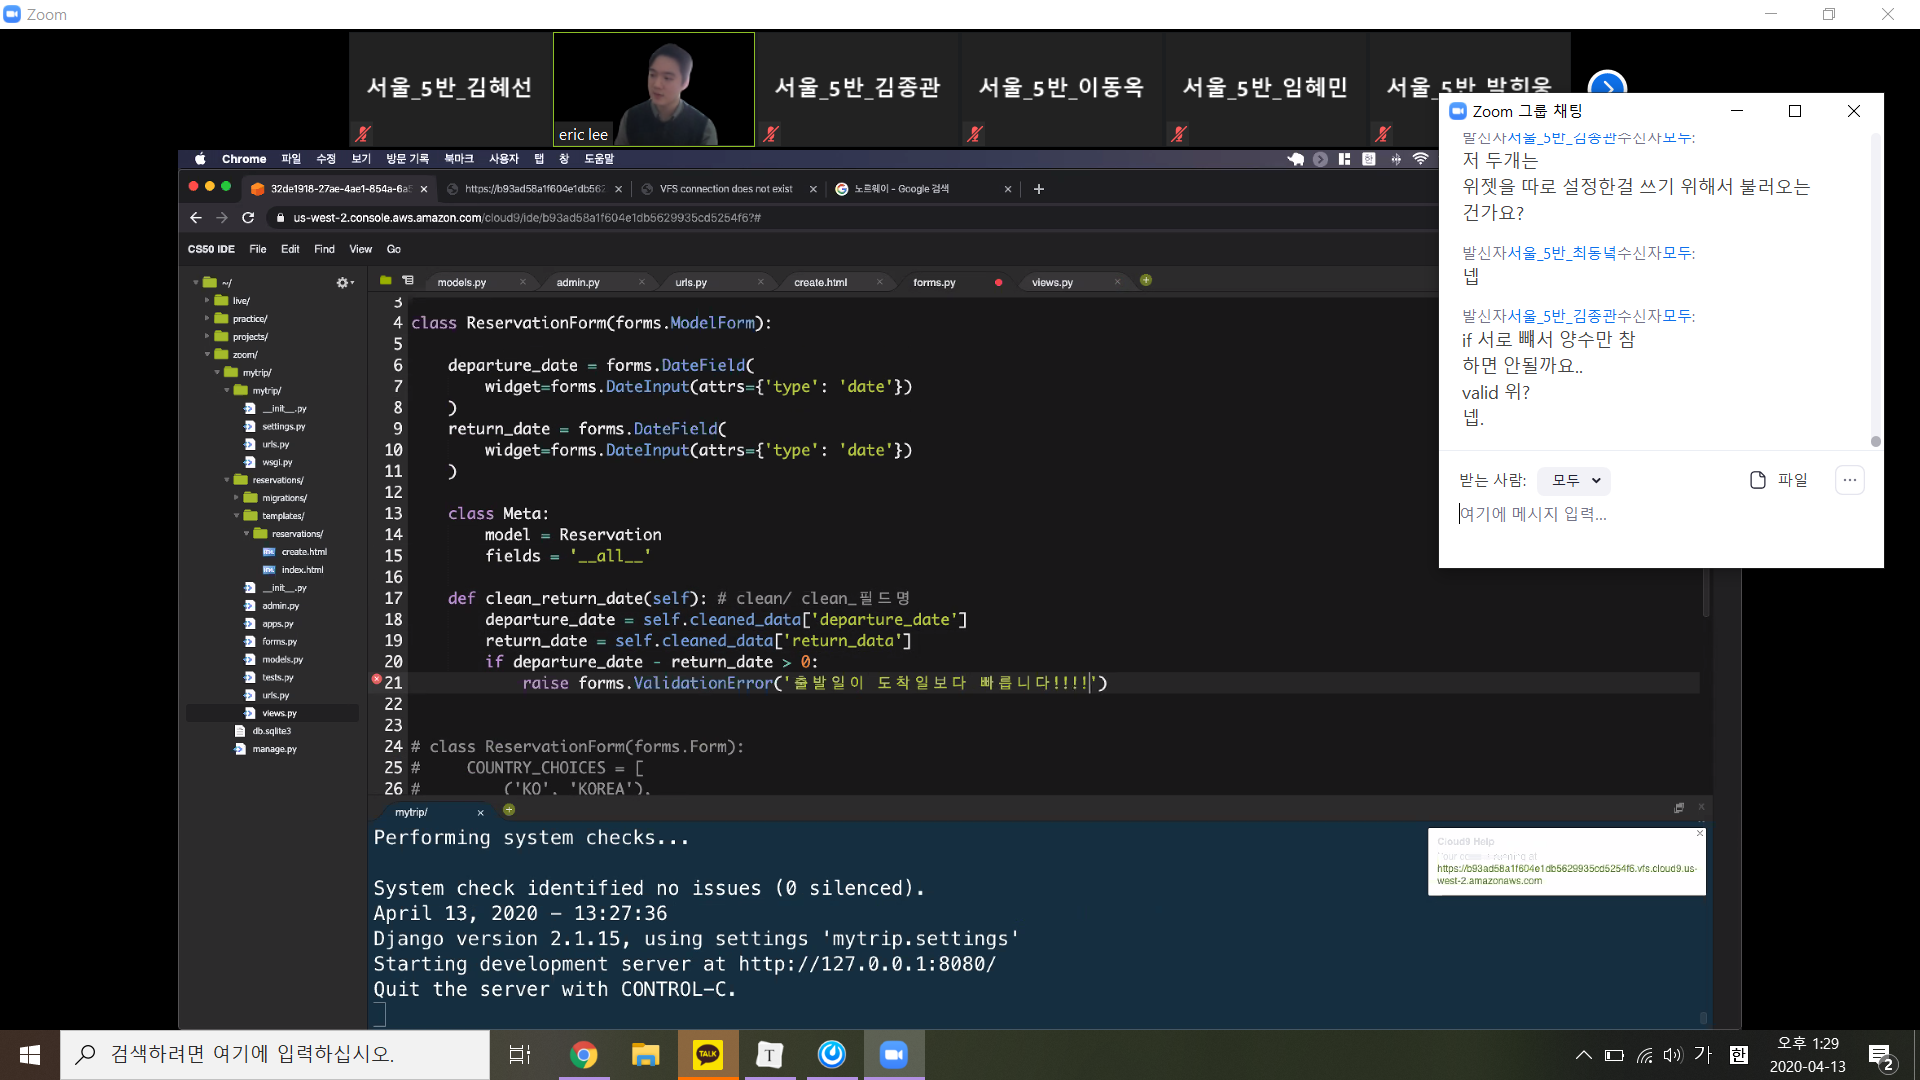 Zoom
서울_5반_김혜선
eric lee
서울_5반_김종관
서울_5반_이동욱
서울_5반_임혜민
서울_5반_박희운
Chrome 파일 수정 보기 방문 기록 북마크 사용자 탭 창 도움말
32de1918-27ae-4ae1-854a-6a5
https://b93ad58a1f604e1db562
VFS connection does not exist
노르웨이 - Google 검색
us-west-2.console.aws.amazon.com/cloud9/ide/b93ad58a1f604e1db5629935cd5254f6?#
CS50 IDE File Edit Find View Go
~/
live/
practice/
projects/
zoom/
mytrip/
mytrip/
__init__.py
settings.py
urls.py
wsgi.py
reservations/
migrations/
templates/
reservations/
create.html
index.html
__init__.py
admin.py
apps.py
forms.py
models.py
tests.py
urls.py
views.py
db.sqlite3
manage.py
models.py admin.py urls.py create.html forms.py views.py
3
4 class ReservationForm(forms.ModelForm):
5
6 departure_date = forms.DateField(
7 widget=forms.DateInput(attrs={'type': 'date'})
8 )
9 return_date = forms.DateField(
10 widget=forms.DateInput(attrs={'type': 'date'})
11 )
12
13 class Meta:
14 model = Reservation
15 fields = '__all__'
16
17 def clean_return_date(self): # clean/ clean_필드명
18 departure_date = self.cleaned_data['departure_date']
19 return_date = self.cleaned_data['return_data']
20 if departure_date - return_date > 0:
21 raise forms.ValidationError('출발일이 도착일보다 빠릅니다!!!!')
22
23
24 # class ReservationForm(forms.Form):
25 # COUNTRY_CHOICES = [
26 # ('KO', 'KOREA'),
mytrip/
Performing system checks...
System check identified no issues (0 silenced).
April 13, 2020 - 13:27:36
Django version 2.1.15, using settings 'mytrip.settings'
Starting development server at http://127.0.0.1:8080/
Quit the server with CONTROL-C.
Cloud9 Help
https://b93ad58a1f604e1db5629935cd5254f6.vfs.cloud9.us-
west-2.amazonaws.com
Zoom 그룹 채팅
발신자서울_5반_김종관수신자모두:
저 두개는
위젯을 따로 설정한걸 쓰기 위해서 불러오는
건가요?
발신자서울_5반_최동녘수신자모두:
넵
발신자서울_5반_김종관수신자모두:
if 서로 빼서 양수만 참
하면 안될까요..
valid 위?
넵.
받는 사람: 모두 파일
여기에 메시지 입력...
검색하려면 여기에 입력하십시오.
TALK
T
가 한
오후 1:29
2020-04-13
2